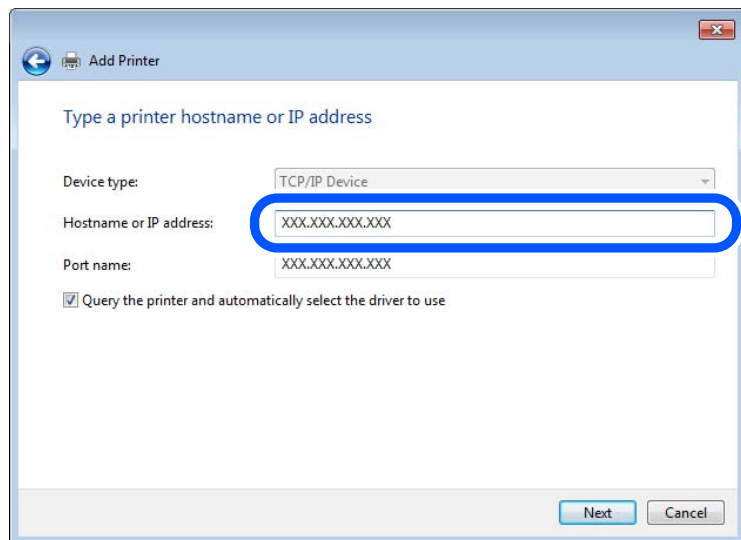 Add Printer
Type a printer hostname or IP address
Device type: TCP/IP Device
Hostname or IP address: XXX.XXX.XXX.XXX
Port name: XXX.XXX.XXX.XXX
Query the printer and automatically select the driver to use
Next Cancel